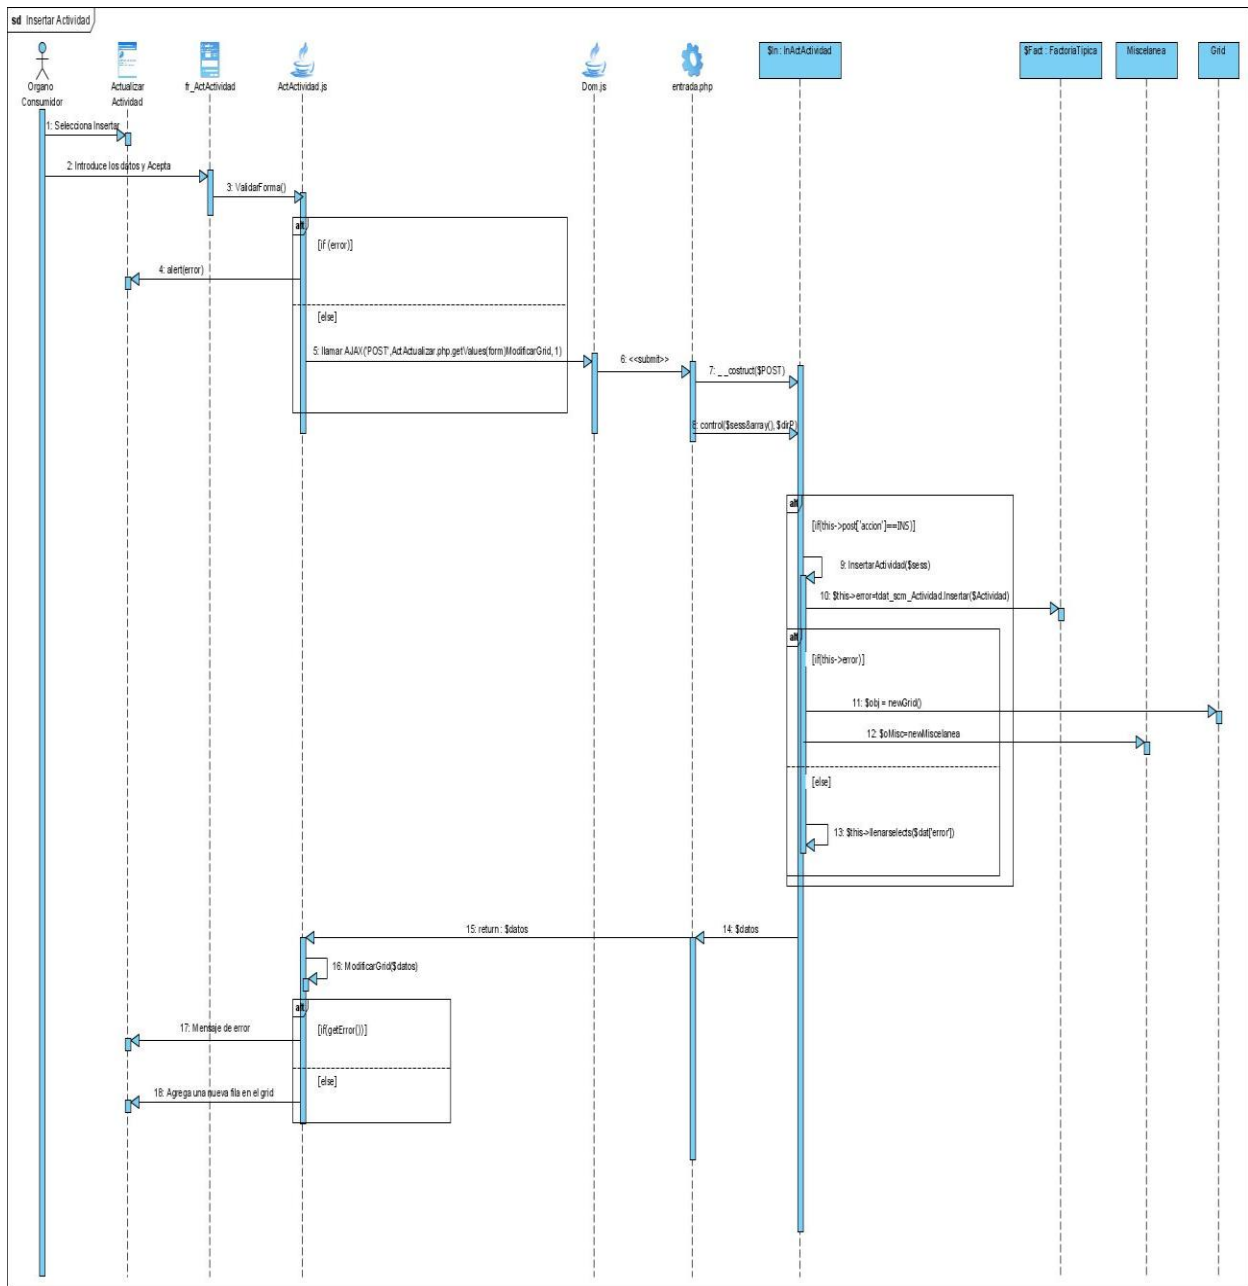 sd Insertar Actividad
Organo
Consumidor
Actualizar
Actividad
fr_ActActividad
ActActividad.js
Dom.js
entrada.php
$In : InActActividad
$Fact : FactoriaTipica
Miscelanea
Grid
1: Selecciona Insertar
2: Introduce los datos y Acepta
3: ValidarForma()
alt
[if (error)]
4: alert(error)
[else]
5: llamar AJAX('POST',ActActualizar.php,getValues(form)ModificarGrid, 1)
6: <<submit>>
7: _ _costruct($POST)
8: control($sess&array(), $dirP)
alt
[if(this->post['accion']==INS)]
9: InsertarActividad($sess)
10: $this->error=tdat_scm_Actividad.Insertar($Actividad)
alt
[if(this->error)]
11: $obj = newGrid()
12: $oMisc=newMiscelanea
[else]
13: $this->llenarselects($dat['error'])
14: $datos
15: return : $datos
16: ModificarGrid($datos)
alt
[if(getError())]
17: Mensaje de error
[else]
18: Agrega una nueva fila en el grid